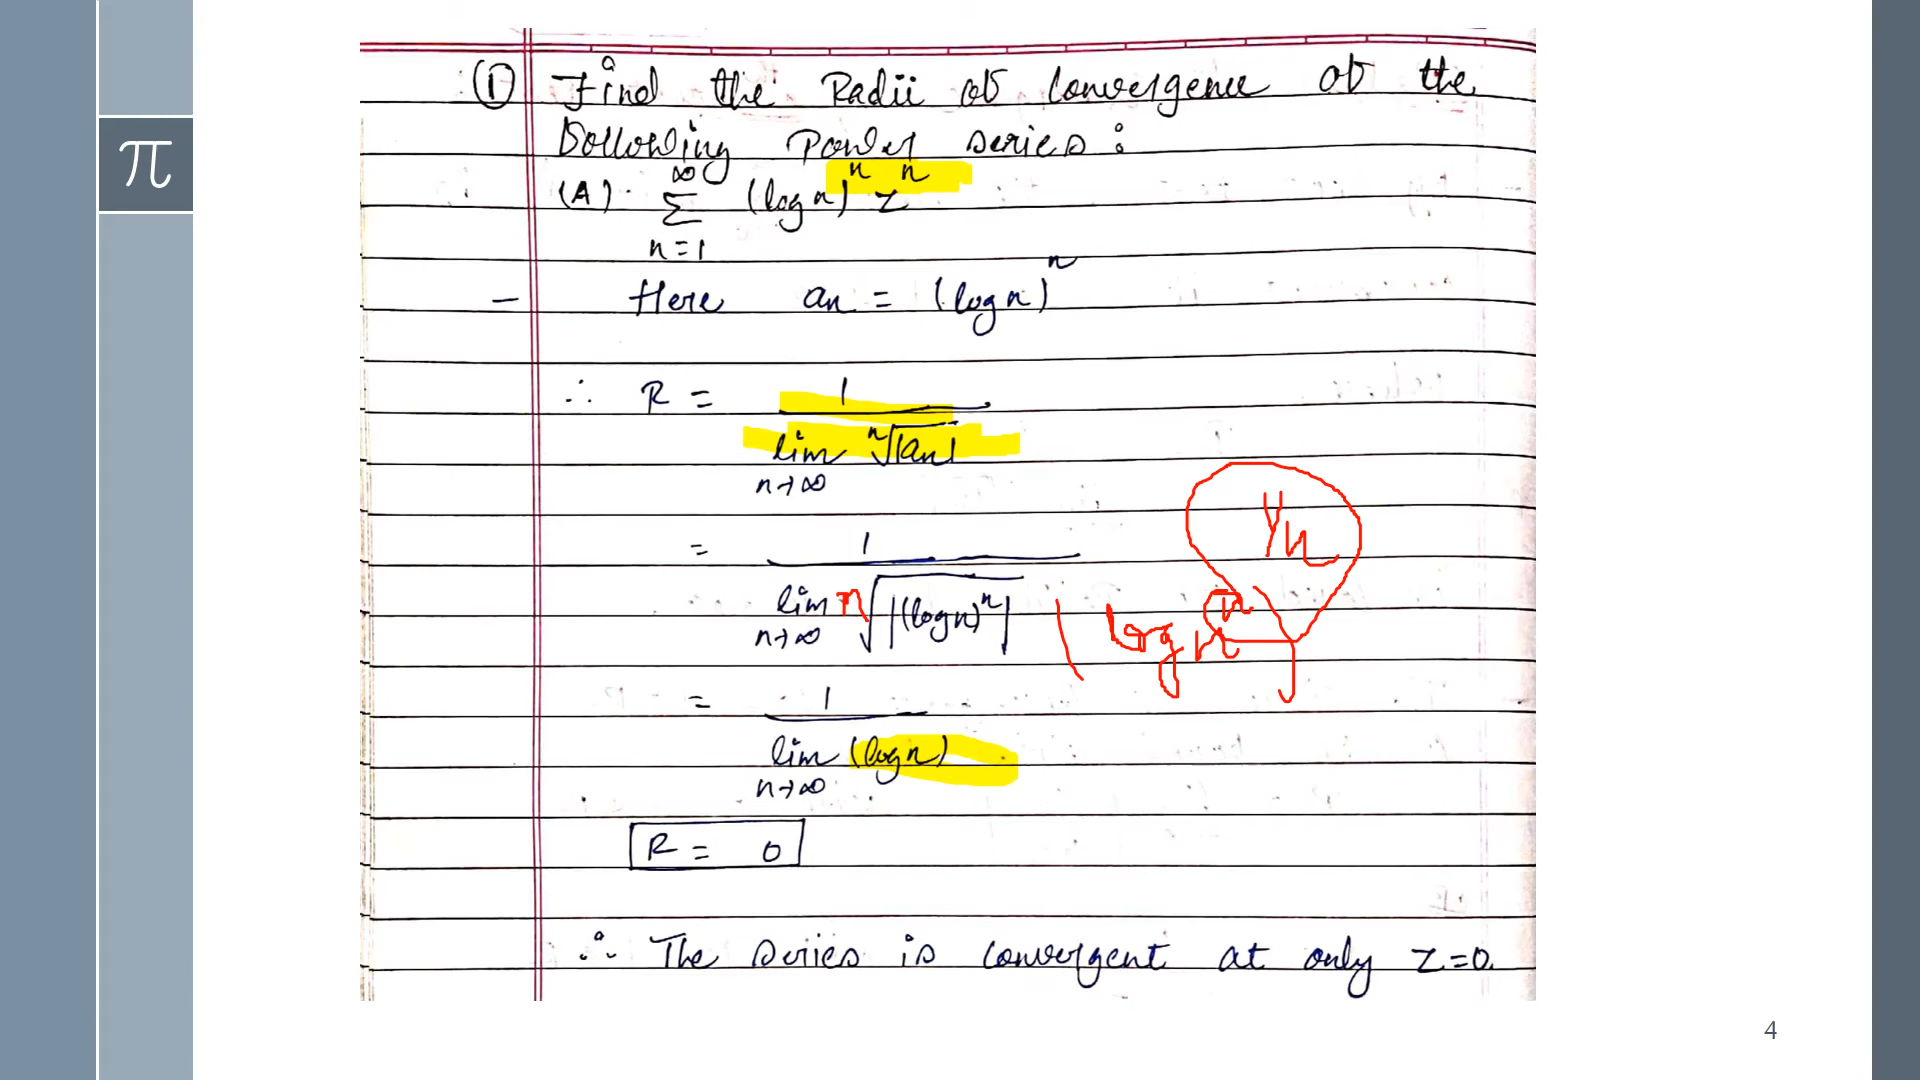 π
① Find the Radii of Convergence of the
following Power series :
(A). ∑_{n=1}^{∞} (log n)^n z^n
— Here a_n = (log n)^n
∴ R = 1 / lim_{n→∞} ⁿ√|a_n|
= 1 / lim_{n→∞} ⁿ√|(log n)^n| (log n^n)^{1/n}
= 1 / lim_{n→∞} (log n)
R = 0
∴ The series is convergent at only z=0.
4